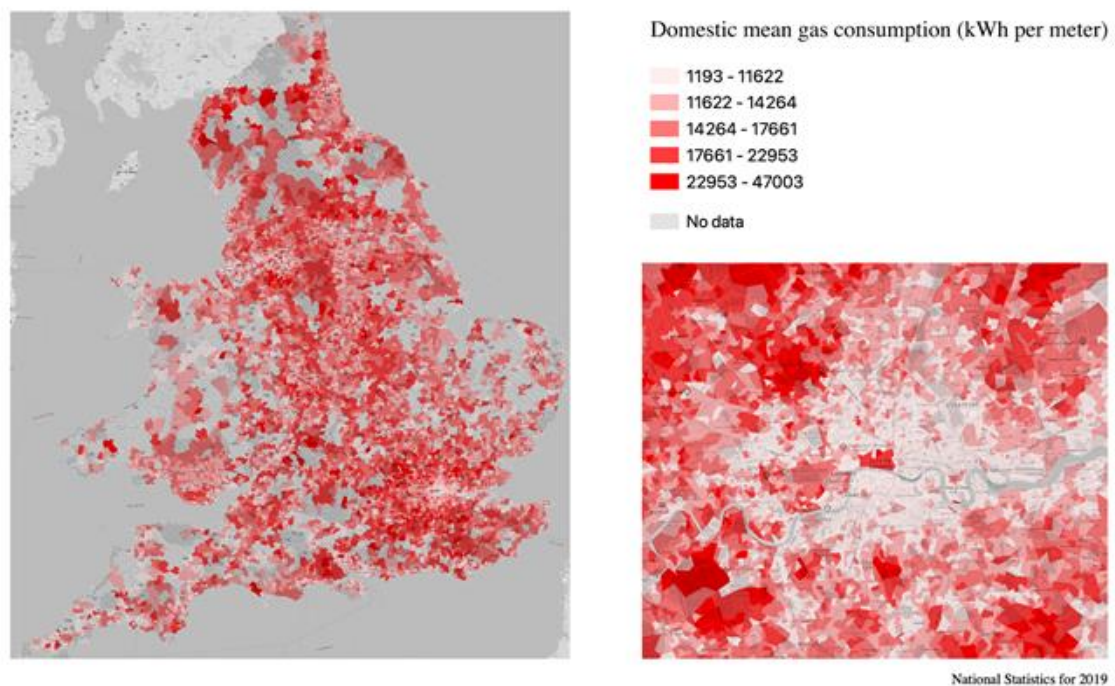 Domestic mean gas consumption (kWh per meter)
1193 - 11622
11622 - 14264
14264 - 17661
17661 - 22953
22953 - 47003
No data
National Statistics for 2019